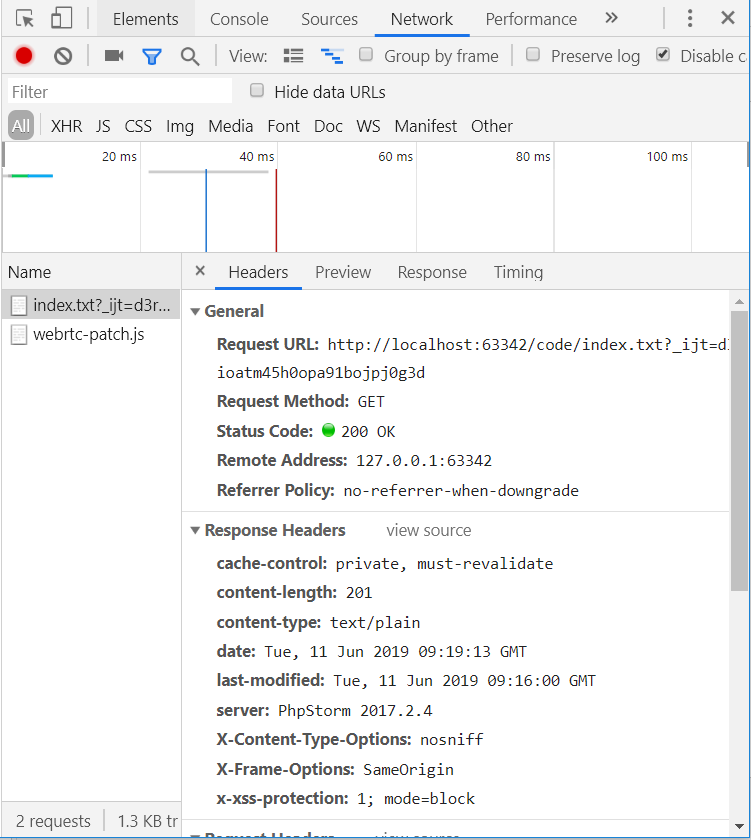 Elements Console Sources Network Performance
View: Group by frame Preserve log Disable ca
Filter Hide data URLs
All XHR JS CSS Img Media Font Doc WS Manifest Other
20 ms 40 ms 60 ms 80 ms 100 ms
Name Headers Preview Response Timing
index.txt?_ijt=d3r...
webrtc-patch.js
General
Request URL: http://localhost:63342/code/index.txt?_ijt=d
ioatm45h0opa91bojpj0g3d
Request Method: GET
Status Code: 200 OK
Remote Address: 127.0.0.1:63342
Referrer Policy: no-referrer-when-downgrade
Response Headers view source
cache-control: private, must-revalidate
content-length: 201
content-type: text/plain
date: Tue, 11 Jun 2019 09:19:13 GMT
last-modified: Tue, 11 Jun 2019 09:16:00 GMT
server: PhpStorm 2017.2.4
X-Content-Type-Options: nosniff
X-Frame-Options: SameOrigin
x-xss-protection: 1; mode=block
Request Headers view source
2 requests 1.3 KB tr